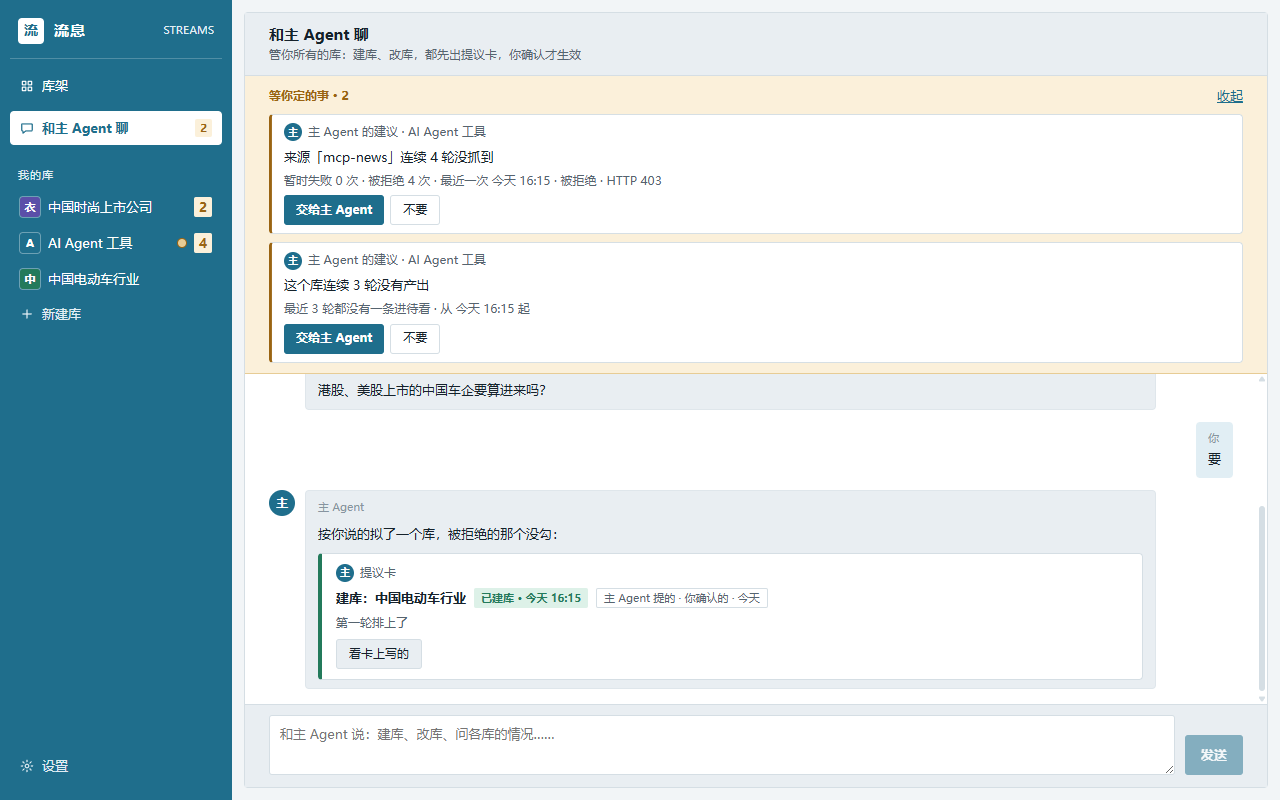 流 流息 STREAMS
库架
和主 Agent 聊 2
我的库
衣 中国时尚上市公司 2
A AI Agent 工具 4
中 中国电动车行业
新建库
设置
和主 Agent 聊
管你所有的库：建库、改库，都先出提议卡，你确认才生效
等你定的事 • 2 收起
主 主 Agent 的建议 · AI Agent 工具
来源「mcp-news」连续 4 轮没抓到
暂时失败 0 次 · 被拒绝 4 次 · 最近一次 今天 16:15 · 被拒绝 · HTTP 403
交给主 Agent 不要
主 主 Agent 的建议 · AI Agent 工具
这个库连续 3 轮没有产出
最近 3 轮都没有一条进待看 · 从 今天 16:15 起
交给主 Agent 不要
港股、美股上市的中国车企要算进来吗？
你
要
主 主 Agent
按你说的拟了一个库，被拒绝的那个没勾：
主 提议卡
建库：中国电动车行业 已建库 • 今天 16:15 主 Agent 提的 · 你确认的 · 今天
第一轮排上了
看卡上写的
和主 Agent 说：建库、改库、问各库的情况……
发送